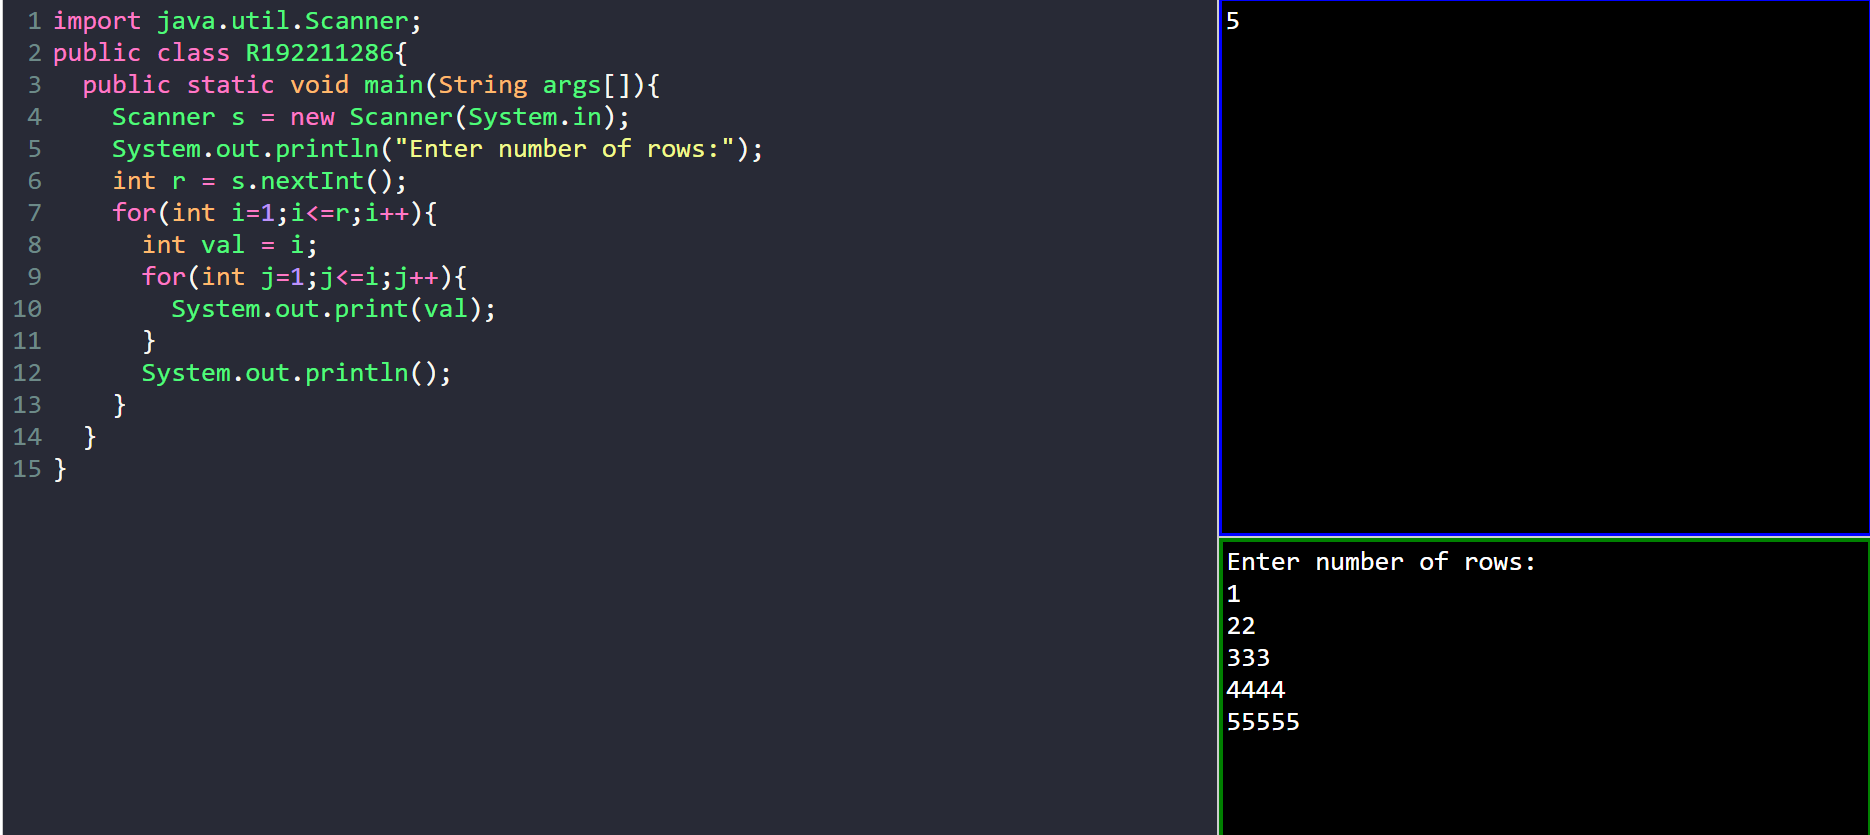 1 import java.util.Scanner;
2 public class R192211286{
3   public static void main(String args[]){
4     Scanner s = new Scanner(System.in);
5     System.out.println("Enter number of rows:");
6     int r = s.nextInt();
7     for(int i=1;i<=r;i++){
8       int val = i;
9       for(int j=1;j<=i;j++){
10         System.out.print(val);
11       }
12       System.out.println();
13     }
14   }
15 }
5
Enter number of rows:
1
22
333
4444
55555